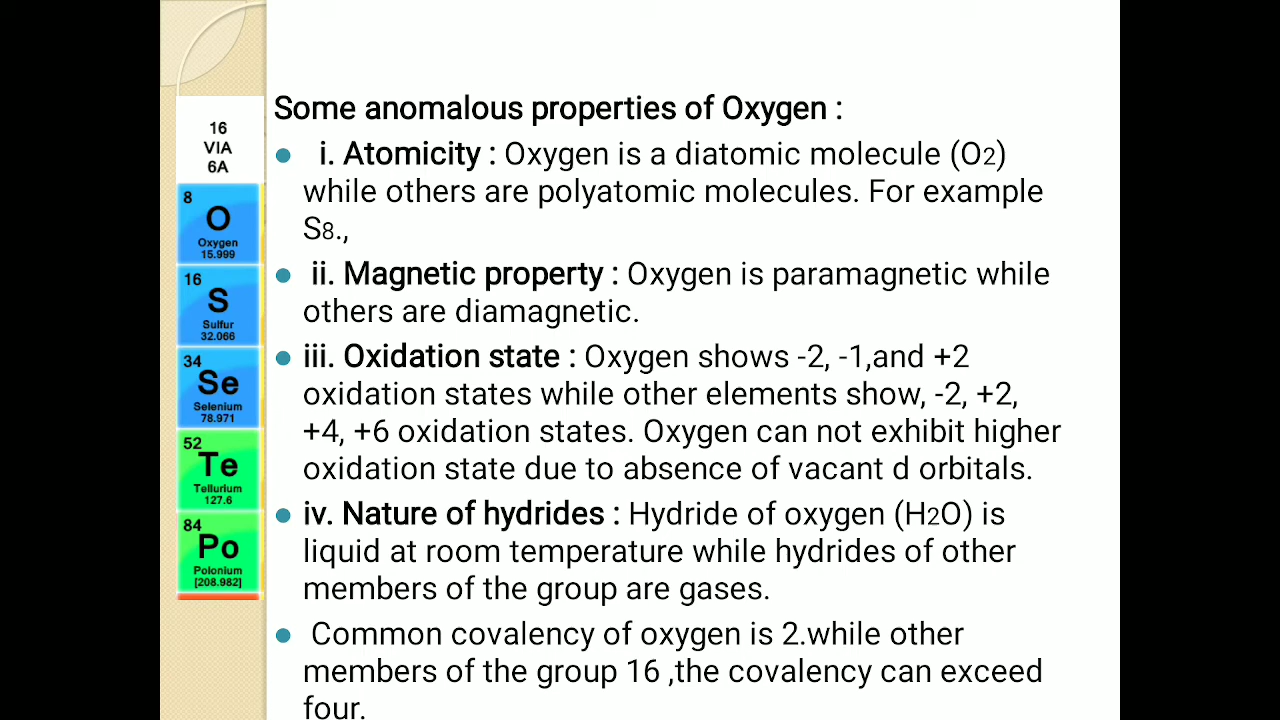 16
VIA
6A
8
O
Oxygen
15.999
16
S
Sulfur
32.066
34
Se
Selenium
78.971
52
Te
Tellurium
127.6
84
Po
Polonium
[208.982]
Some anomalous properties of Oxygen :
i. Atomicity : Oxygen is a diatomic molecule (O2)
while others are polyatomic molecules. For example
S8.,
ii. Magnetic property : Oxygen is paramagnetic while
others are diamagnetic.
iii. Oxidation state : Oxygen shows -2, -1,and +2
oxidation states while other elements show, -2, +2,
+4, +6 oxidation states. Oxygen can not exhibit higher
oxidation state due to absence of vacant d orbitals.
iv. Nature of hydrides : Hydride of oxygen (H2O) is
liquid at room temperature while hydrides of other
members of the group are gases.
Common covalency of oxygen is 2.while other
members of the group 16 ,the covalency can exceed
four.